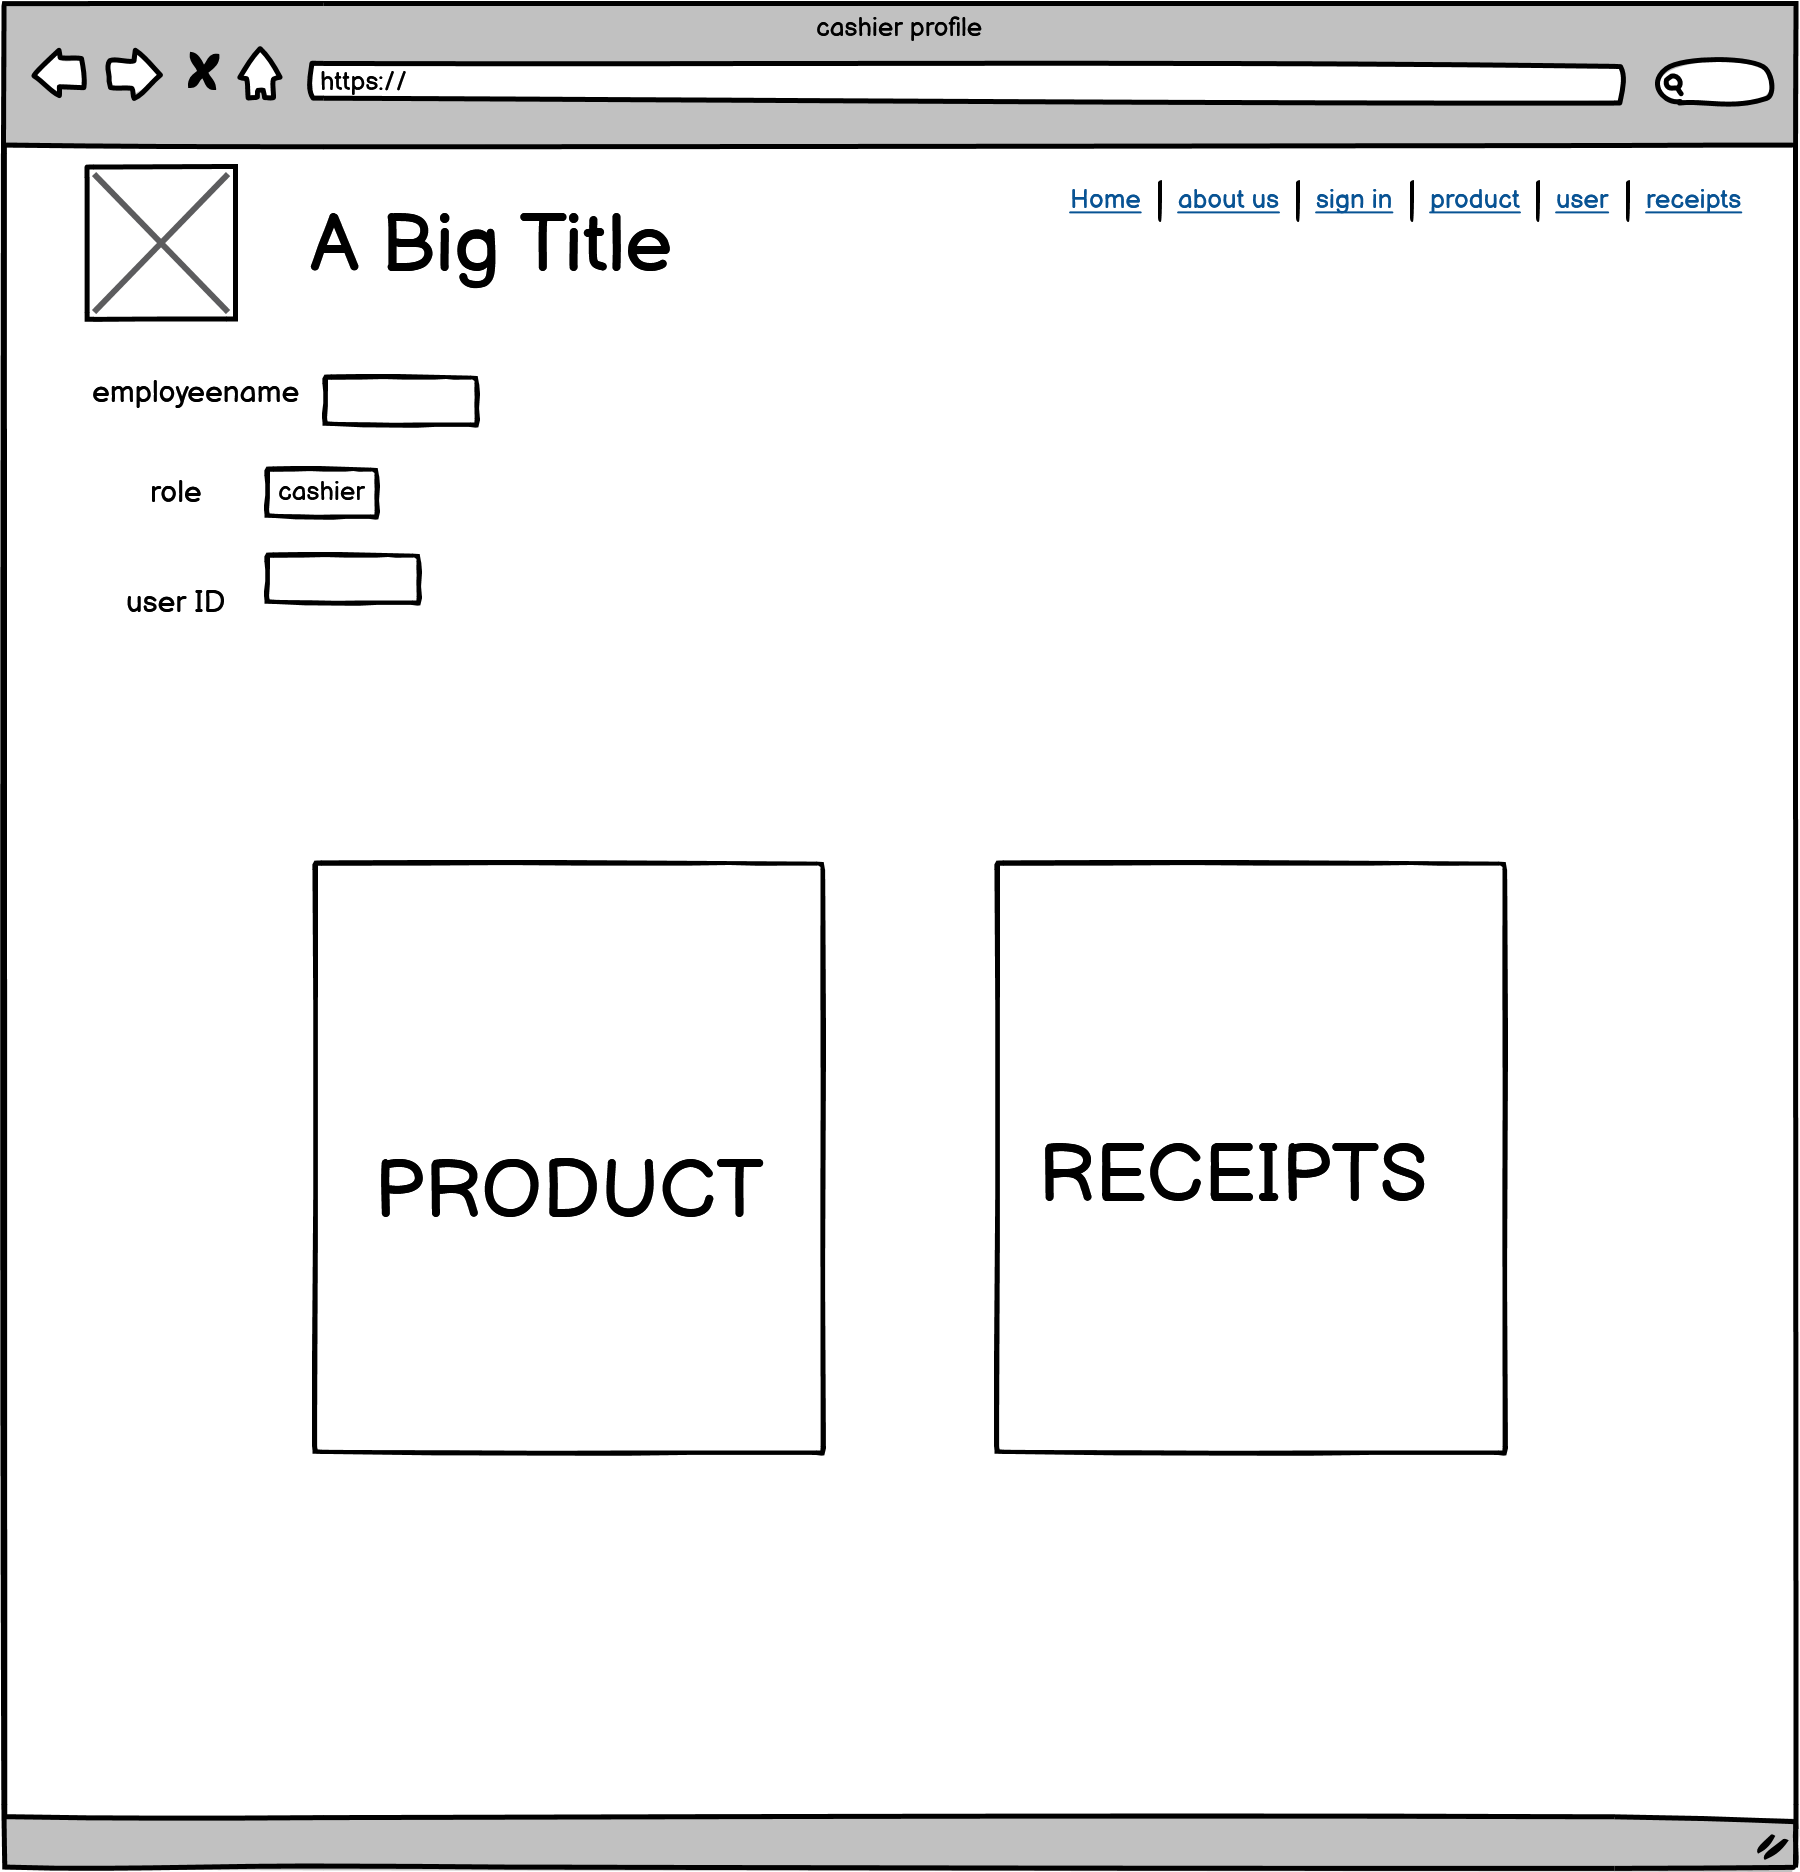 cashier profile
https://
Home about us sign in product user receipts
A Big Title
employeename
role cashier
user ID
PRODUCT
RECEIPTS